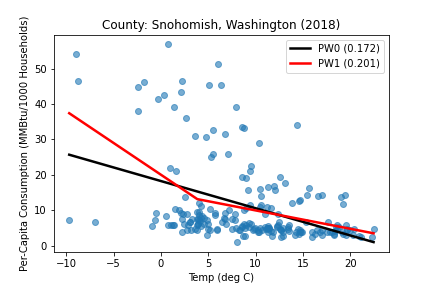 County: Snohomish, Washington (2018)
PW0 (0.172)
PW1 (0.201)
Per-Capita Consumption (MMBtu/1000 Households)
50
40
30
20
10
0
−10
−5
0
5
10
15
20
Temp (deg C)